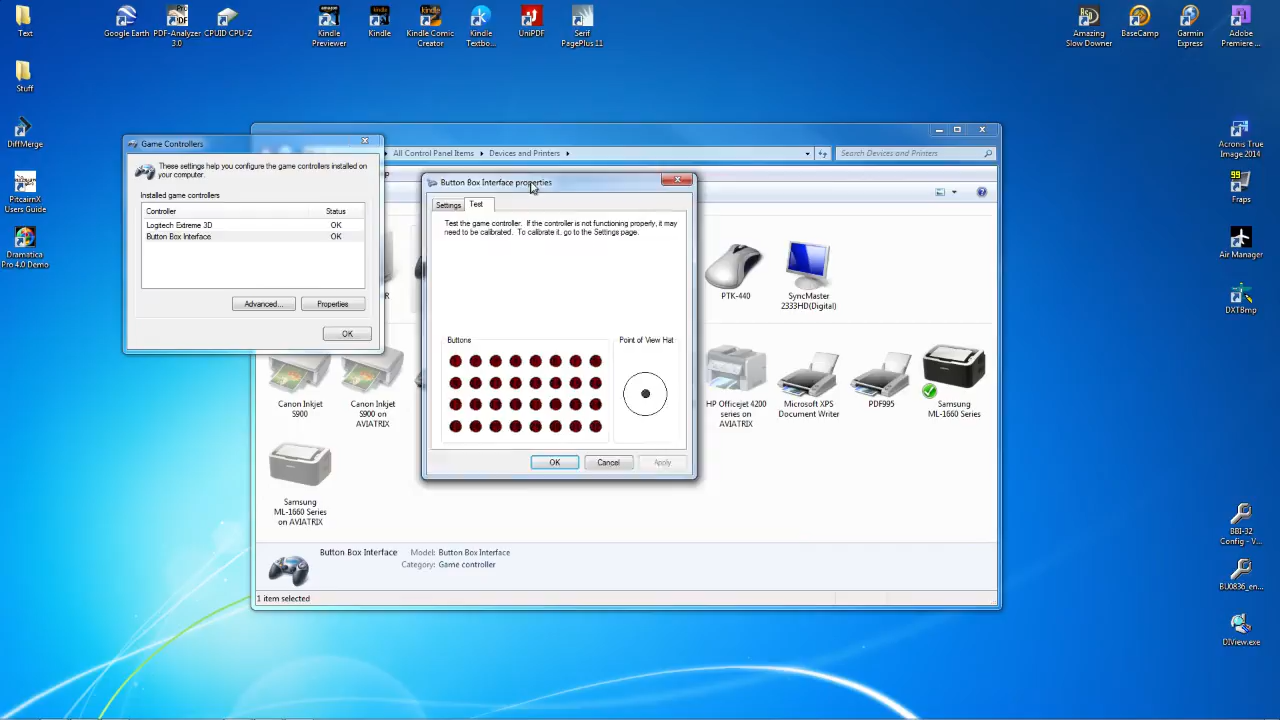 Text
Google Earth
PDF-Analyzer
3.0
CPUID CPU-Z
Kindle
Previewer
Kindle
Kindle Comic
Creator
Kindle
Textbo...
UniPDF
Serif
PagePlus 11
Amazing
Slow Downer
BaseCamp
Garmin
Express
Adobe
Premiere ...
Stuff
DiffMerge
PitcairnX
Users Guide
Dramatica
Pro 4.0 Demo
Acronis True
Image 2014
Fraps
Air Manager
DXTBmp
BBI-32
Config - V...
BU0836_en...
DIView.exe
Game Controllers
These settings help you configure the game controllers installed on
your computer.
Installed game controllers
Controller Status
Logitech Extreme 3D OK
Button Box Interface OK
Advanced...
Properties
OK
All Control Panel Items
Devices and Printers
Search Devices and Printers
Button Box Interface properties
Settings
Test
Test the game controller. If the controller is not functioning properly, it may
need to be calibrated. To calibrate it, go to the Settings page.
Buttons
Point of View Hat
OK
Cancel
Apply
PTK-440
SyncMaster
2333HD(Digital)
Canon Inkjet
S900
Canon Inkjet
S900 on
AVIATRIX
HP Officejet 4200
series on
AVIATRIX
Microsoft XPS
Document Writer
PDF995
Samsung
ML-1660 Series
Samsung
ML-1660 Series
on AVIATRIX
Button Box Interface
Model: Button Box Interface
Category: Game controller
1 item selected